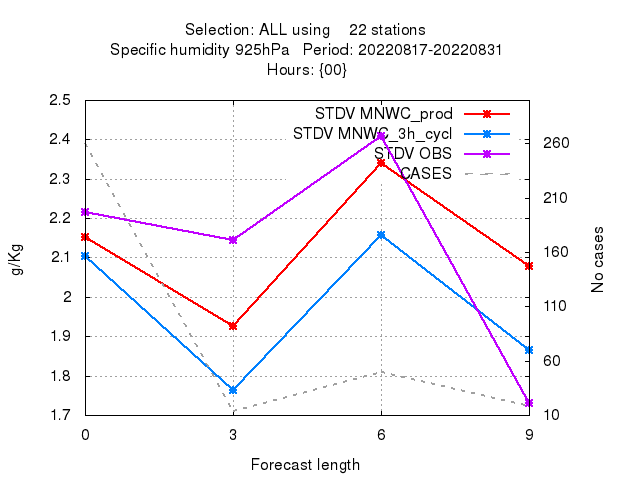 Selection: ALL using 22 stations
Specific humidity 925hPa Period: 20220817-20220831
Hours: {00}
STDV MNWC_prod
STDV MNWC_3h_cycl
STDV OBS
CASES
2.5
2.4
2.3
2.2
2.1
2
1.9
1.8
1.7
g/Kg
260
210
160
110
60
10
No cases
0 3 6 9
Forecast length